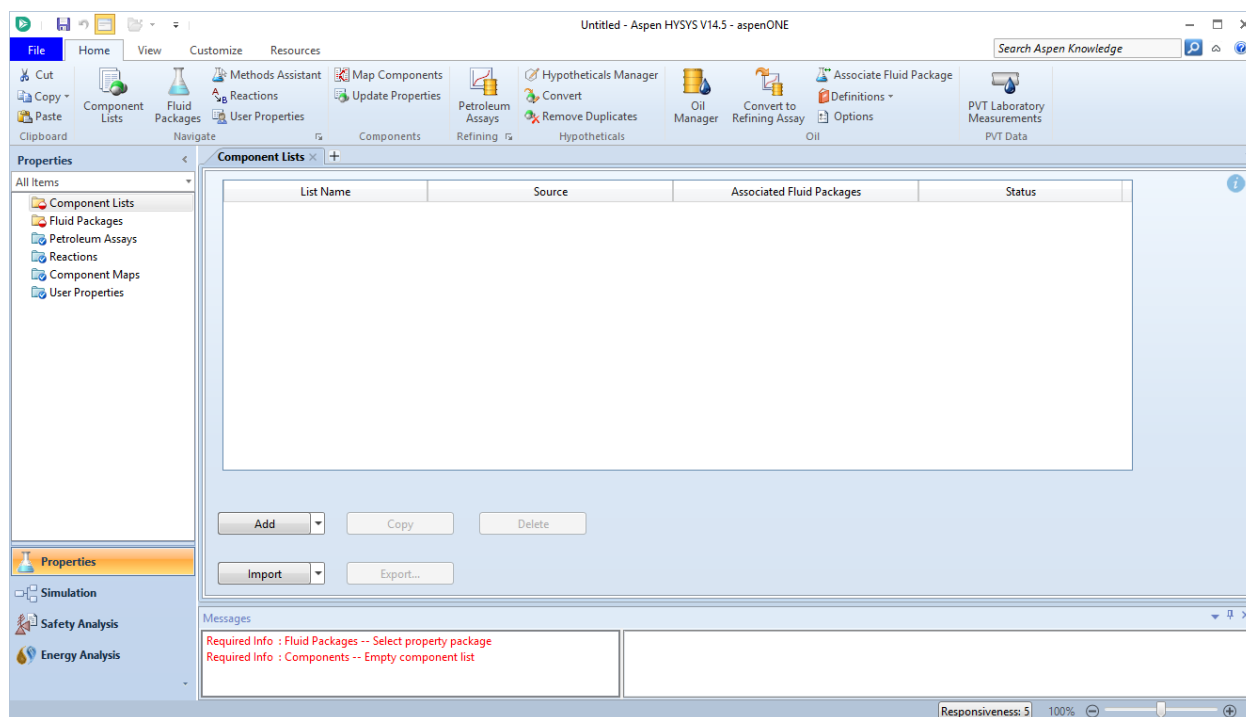 Untitled - Aspen HYSYS V14.5 - aspenONE
File Home View Customize Resources Search Aspen Knowledge
Cut
Copy
Paste
Clipboard
Component Lists
Fluid Packages
Methods Assistant
Reactions
User Properties
Navigate
Map Components
Update Properties
Components
Petroleum Assays
Refining
Hypotheticals Manager
Convert
Remove Duplicates
Hypotheticals
Oil Manager
Convert to Refining Assay
Associate Fluid Package
Definitions
Options
Oil
PVT Laboratory Measurements
PVT Data
Properties
All Items
Component Lists
Fluid Packages
Petroleum Assays
Reactions
Component Maps
User Properties
Properties
Simulation
Safety Analysis
Energy Analysis
Component Lists
List Name Source Associated Fluid Packages Status
Add Copy Delete
Import Export...
Messages
Required Info : Fluid Packages -- Select property package
Required Info : Components -- Empty component list
Responsiveness: 5 100%